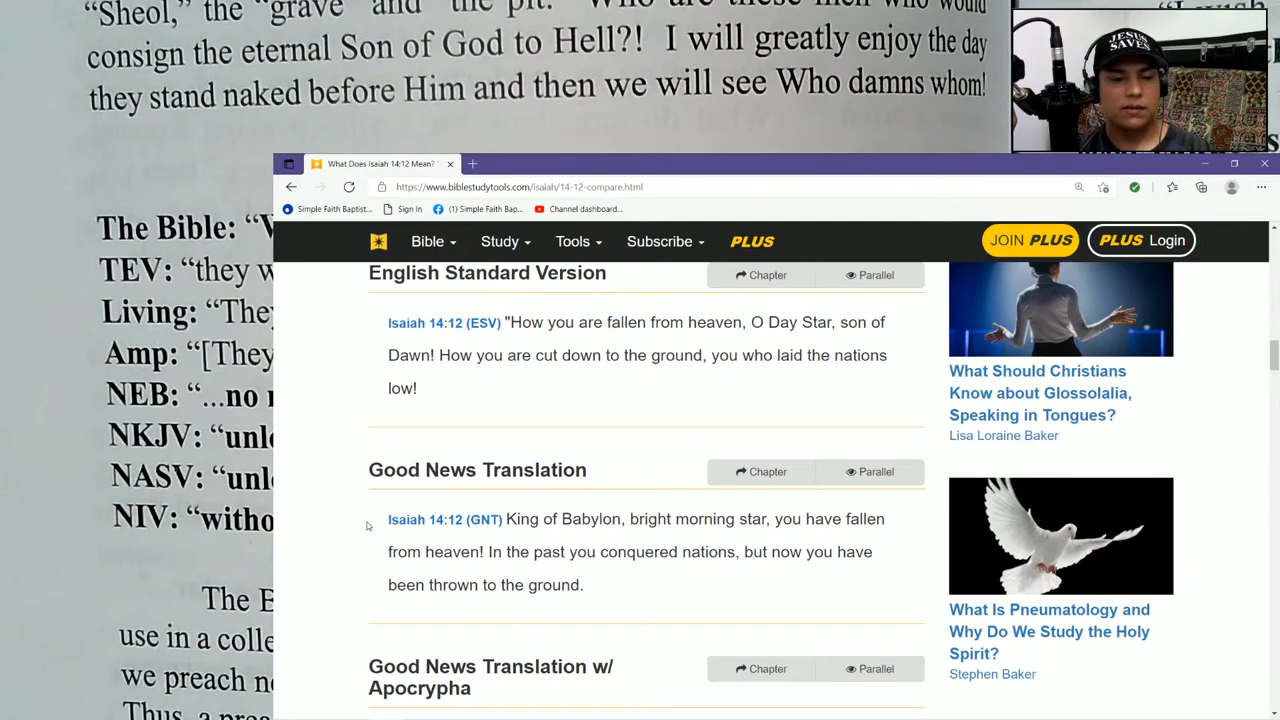 "Sheol," the "grave" and "the pit." Who are these men who would
consign the eternal Son of God to Hell?! I will greatly enjoy the day
they stand naked before Him and then we will see Who damns whom!
JESUS
SAVES
What Does Isaiah 14:12 Mean?
https://www.biblestudytools.com/isaiah/14-12-compare.html
Simple Faith Baptist... Sign In (1) Simple Faith Bap... Channel dashboard...
Bible Study Tools Subscribe PLUS JOIN PLUS PLUS Login
English Standard Version Chapter Parallel
Isaiah 14:12 (ESV) "How you are fallen from heaven, O Day Star, son of
Dawn! How you are cut down to the ground, you who laid the nations
low!
Good News Translation Chapter Parallel
Isaiah 14:12 (GNT) King of Babylon, bright morning star, you have fallen
from heaven! In the past you conquered nations, but now you have
been thrown to the ground.
Good News Translation w/
Apocrypha Chapter Parallel
What Should Christians
Know about Glossolalia,
Speaking in Tongues?
Lisa Loraine Baker
What Is Pneumatology and
Why Do We Study the Holy
Spirit?
Stephen Baker
The Bible:
TEV: "they
Living:
Amp: "[They
NEB: "...no
NKJV:
NASV:
NIV:
The
use in a
we preach
Thus, a